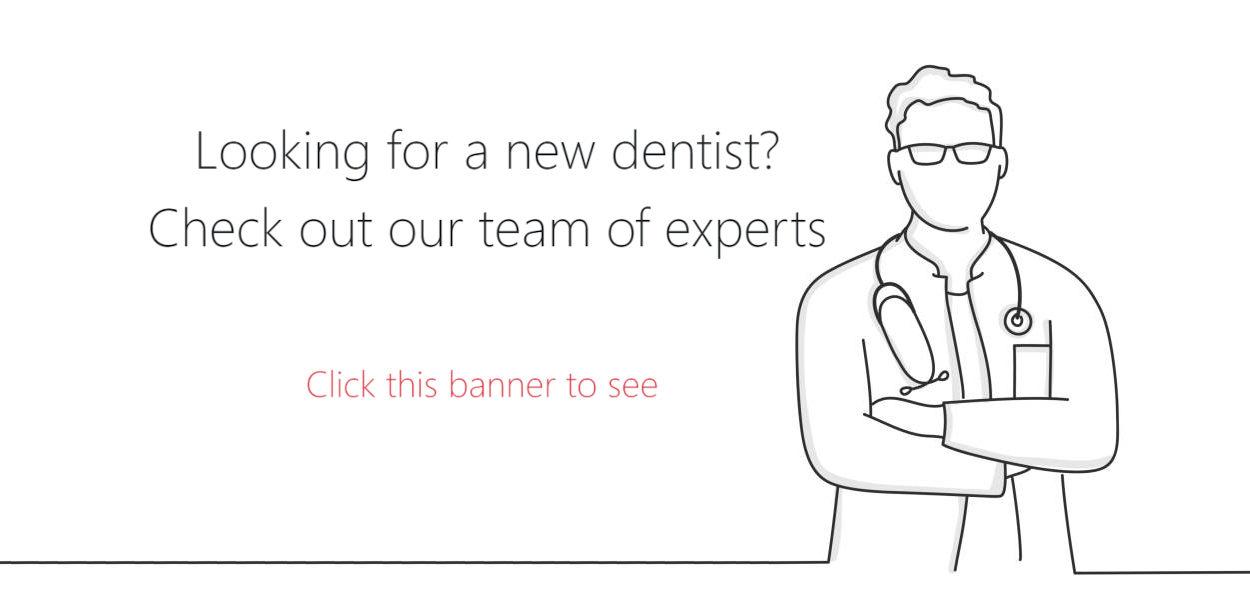 Looking for a new dentist?
Check out our team of experts
Click this banner to see